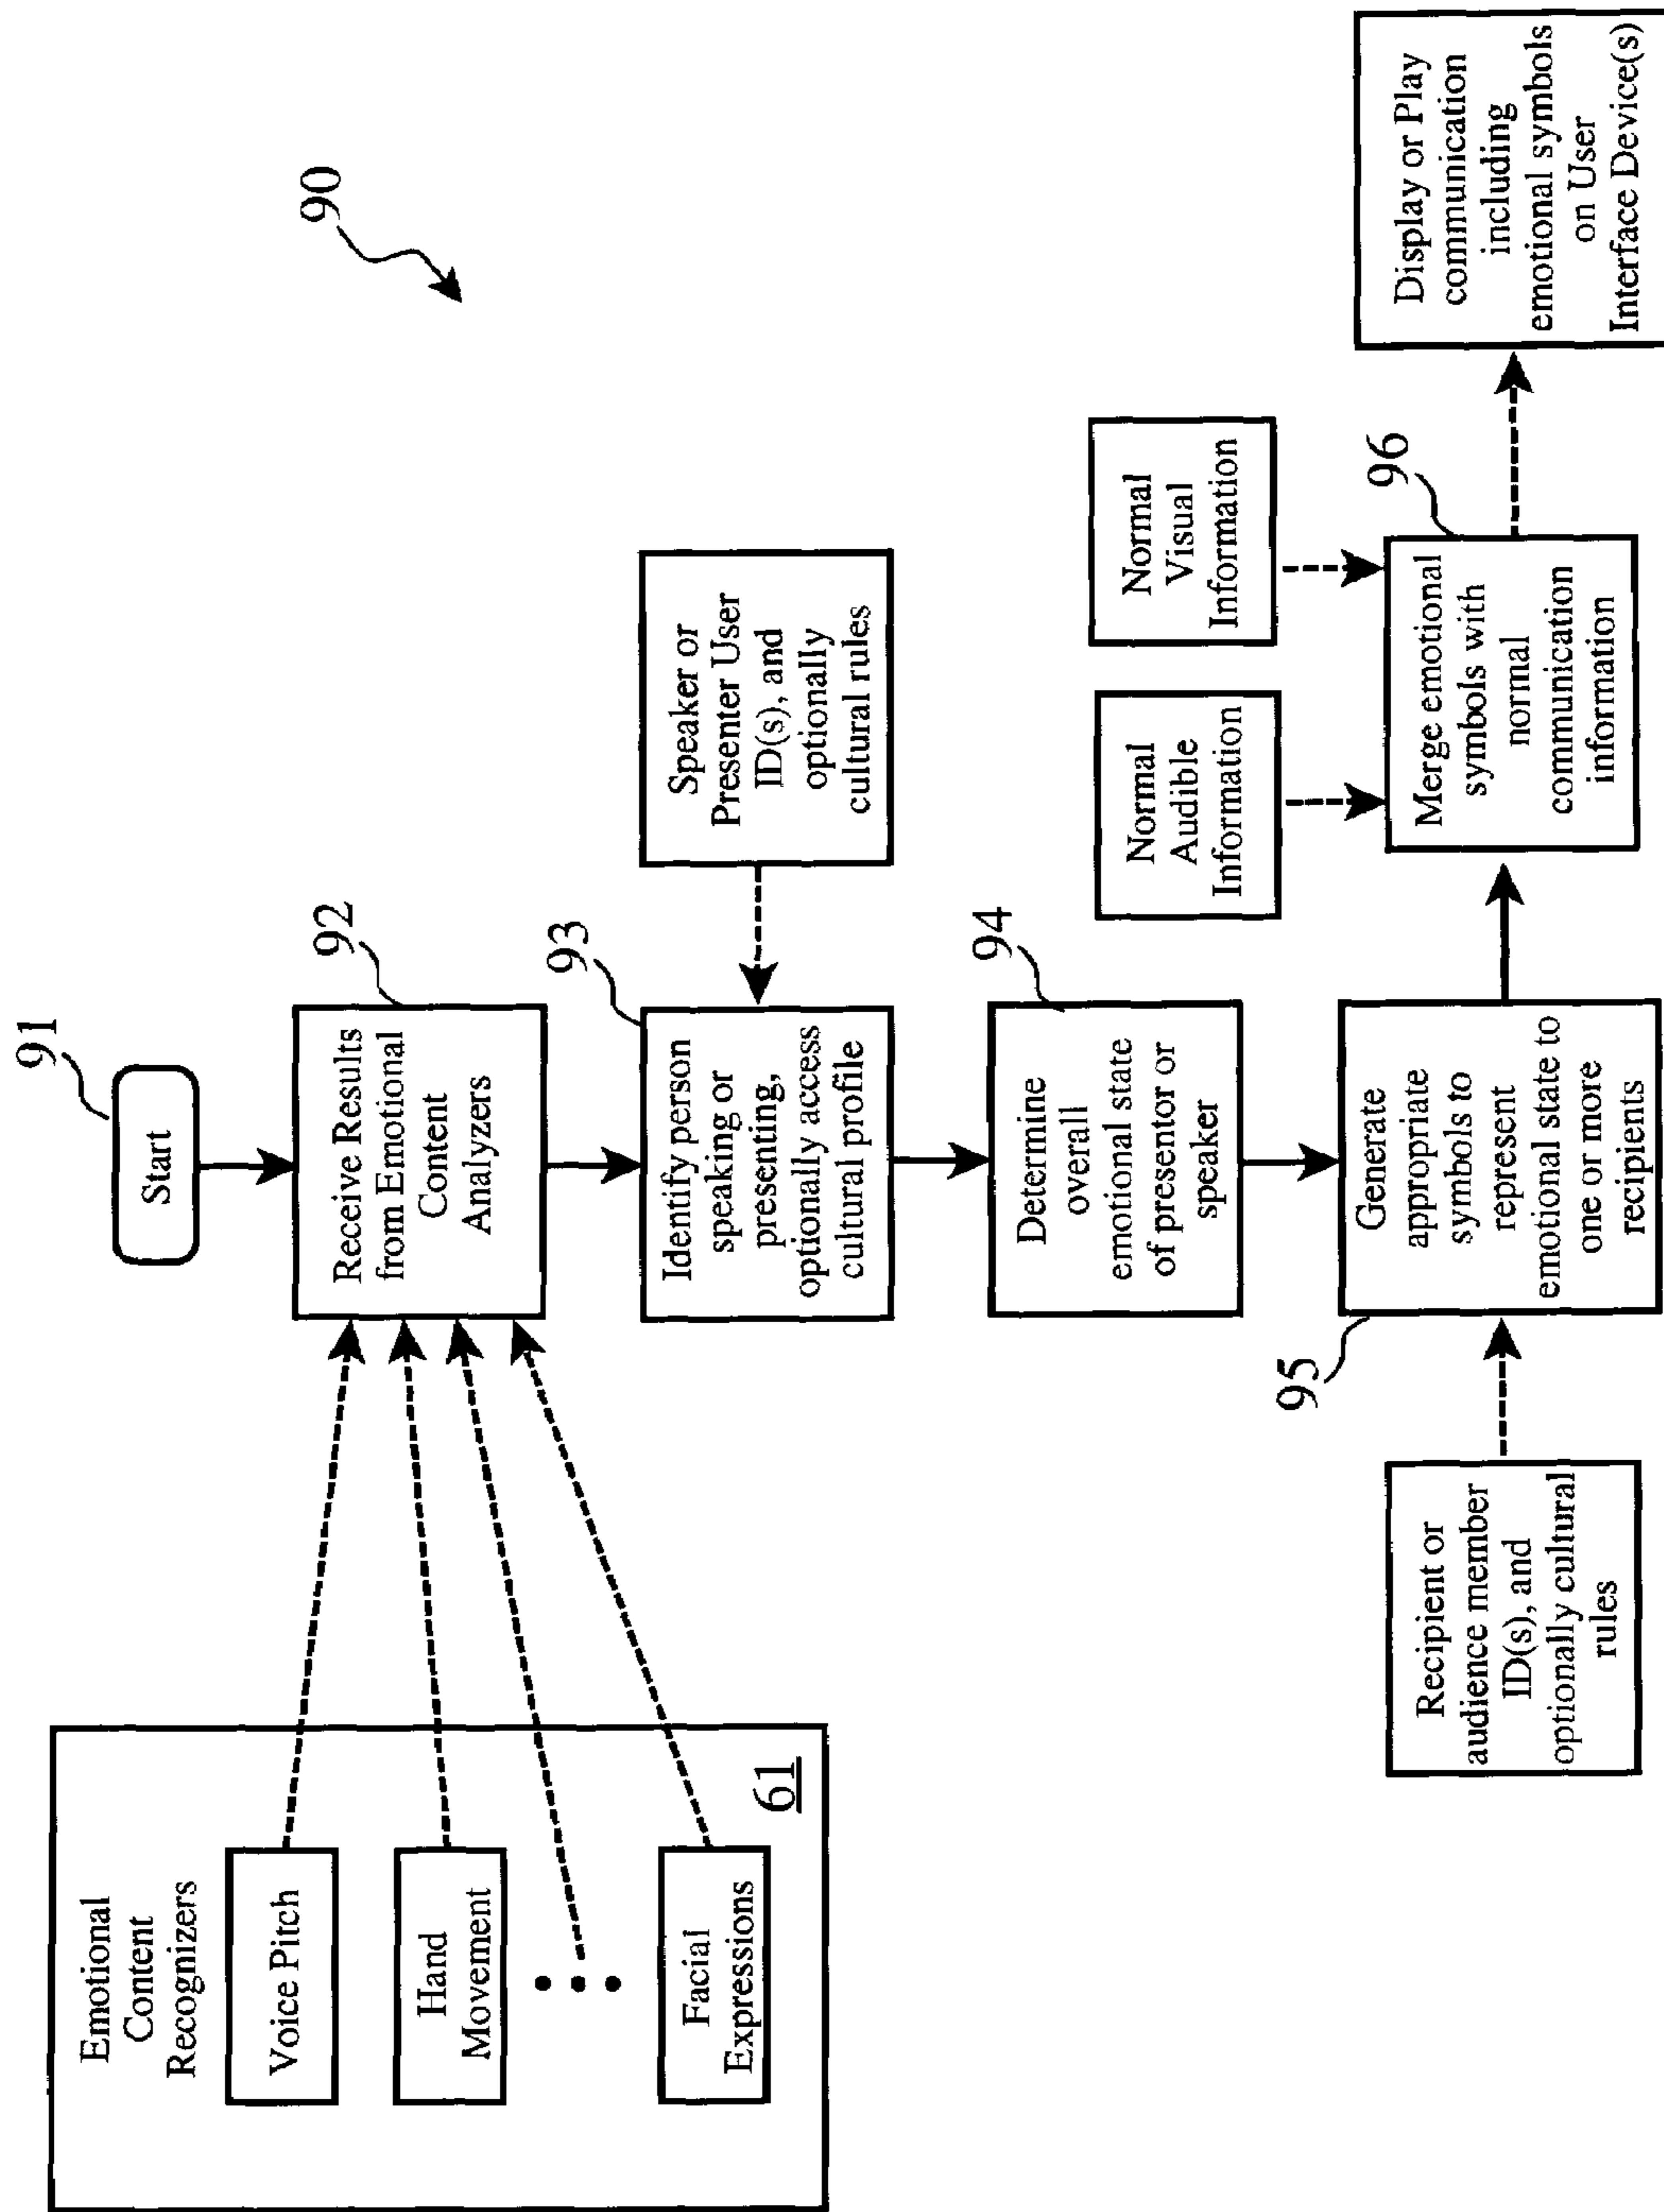 90
91
Start
92
Receive Results
from Emotional
Content
Analyzers
Emotional
Content
Recognizers
Voice Pitch
Hand
Movement
Facial
Expressions
61
93
Identify person
speaking or
presenting,
optionally access
cultural profile
Speaker or
Presenter User
ID(s), and
optionally
cultural rules
94
Determine
overall
emotional state
of presentor or
speaker
95
Generate
appropriate
symbols to
represent
emotional state to
one or more
recipients
Recipient or
audience member
ID(s), and
optionally cultural
rules
Normal
Audible
Information
Normal
Visual
Information
96
Merge emotional
symbols with
normal
communication
information
Display or Play
communication
including
emotional symbols
on User
Interface Device(s)